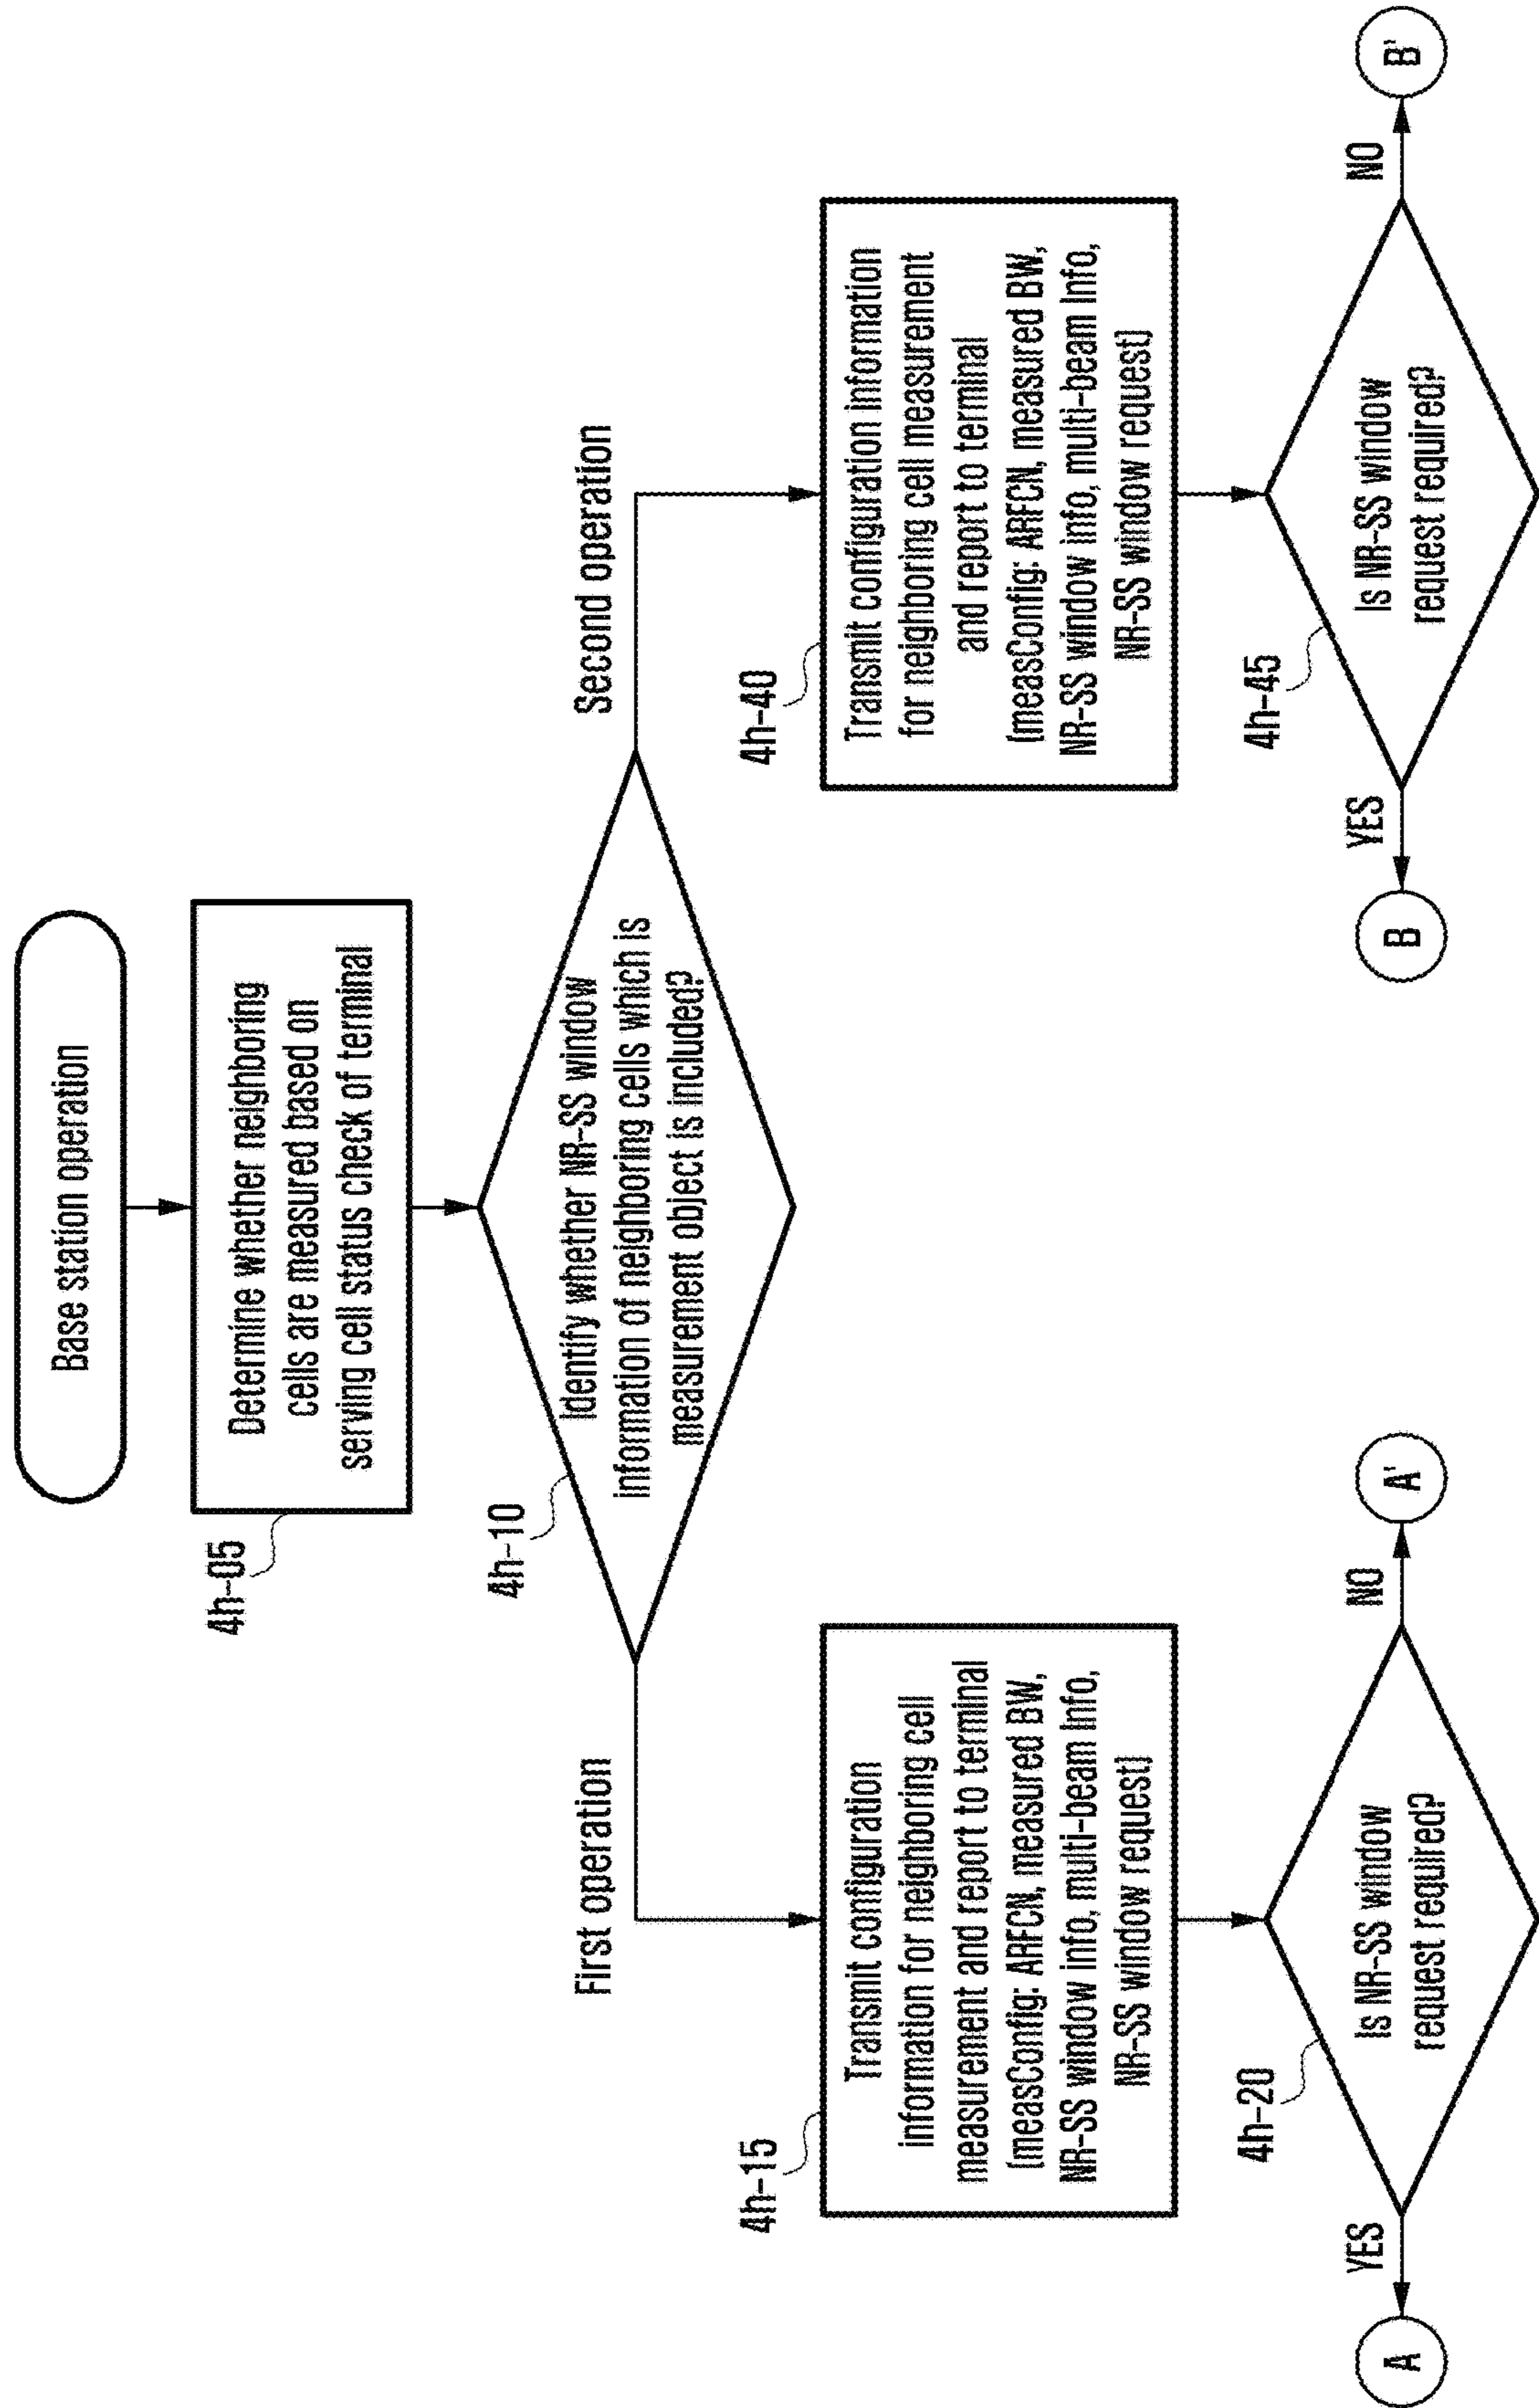 Base station operation
4h-05
Determine whether neighboring
cells are measured based on
serving cell status check of terminal
4h-10
Identify whether NR-SS window
information of neighboring cells which is
measurement object is included?
First operation
Second operation
4h-15
Transmit configuration
information for neighboring cell
measurement and report to terminal
(measConfig: ARFCN, measured BW,
NR-SS window info, multi-beam Info,
NR-SS window request)
4h-40
Transmit configuration information
for neighboring cell measurement
and report to terminal
(measConfig: ARFCN, measured BW,
NR-SS window info, multi-beam Info,
NR-SS window request)
4h-20
Is NR-SS window
request required?
YES
A
NO
A'
4h-45
Is NR-SS window
request required?
YES
B
NO
B'